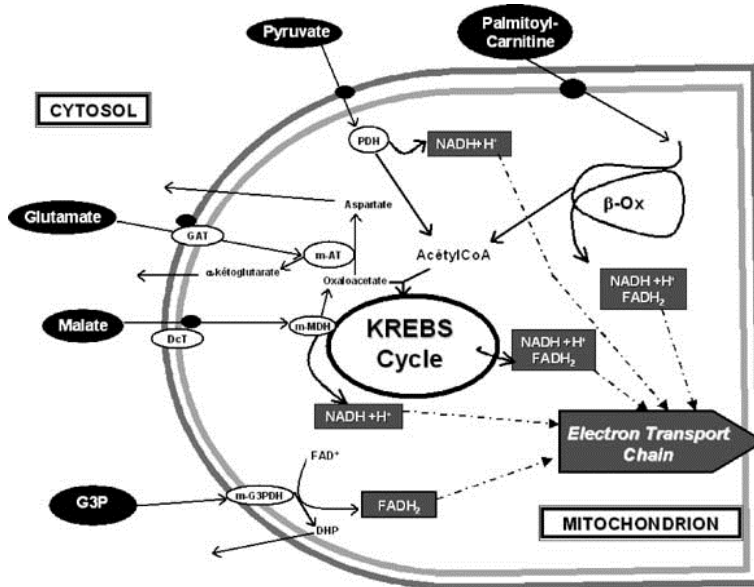 Pyruvate
Palmitoyl-
Carnitine
CYTOSOL
PDH
NADH+ H⁺
Aspartate
Glutamate
GAT
m-AT
β-Ox
α-kétoglutarate
AcétylCoA
Oxaloacetate
NADH +H⁺
FADH₂
Malate
DcT
m-MDH
KREBS
Cycle
NADH + H⁺
FADH₂
NADH +H⁺
Electron Transport
Chain
FAD⁺
G3P
m-G3PDH
FADH₂
DHP
MITOCHONDRION